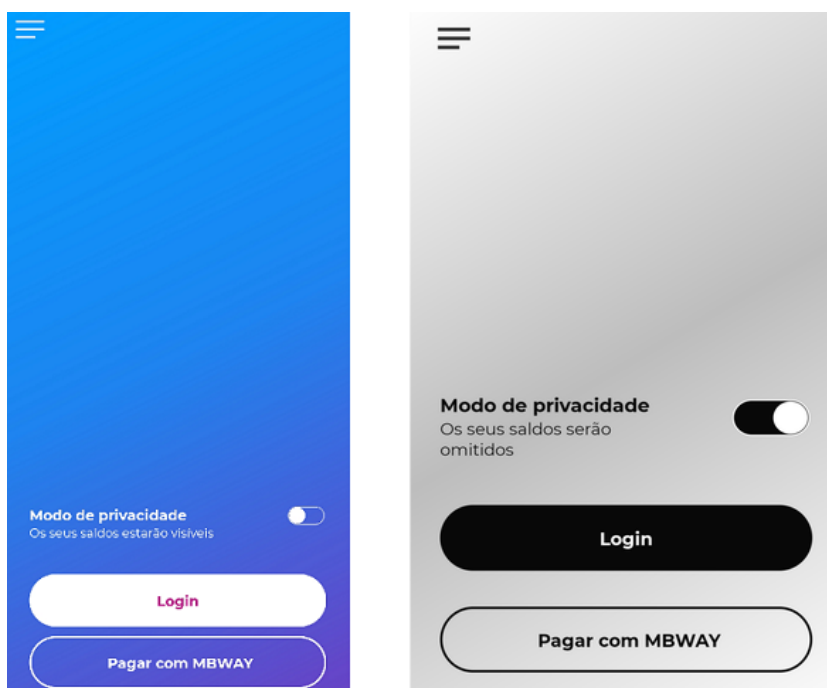 Modo de privacidade
Os seus saldos estarão visíveis
Login
Pagar com MBWAY
Modo de privacidade
Os seus saldos serão
omitidos
Login
Pagar com MBWAY